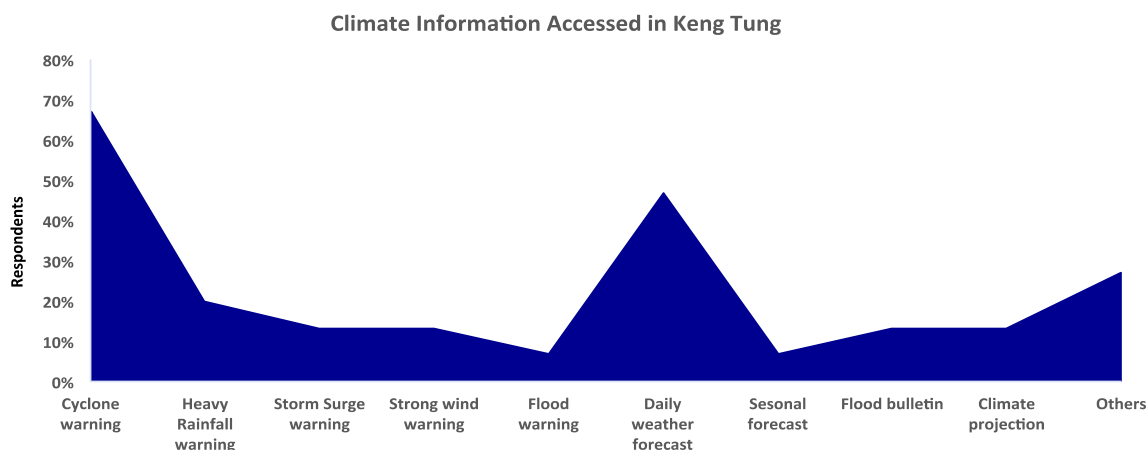 Climate Information Accessed in Keng Tung
80%
70%
60%
50%
40%
30%
20%
10%
0%
Respondents
Cyclone
warning
Heavy
Rainfall
warning
Storm Surge
warning
Strong wind
warning
Flood
warning
Daily
weather
forecast
Sesonal
forecast
Flood bulletin
Climate
projection
Others